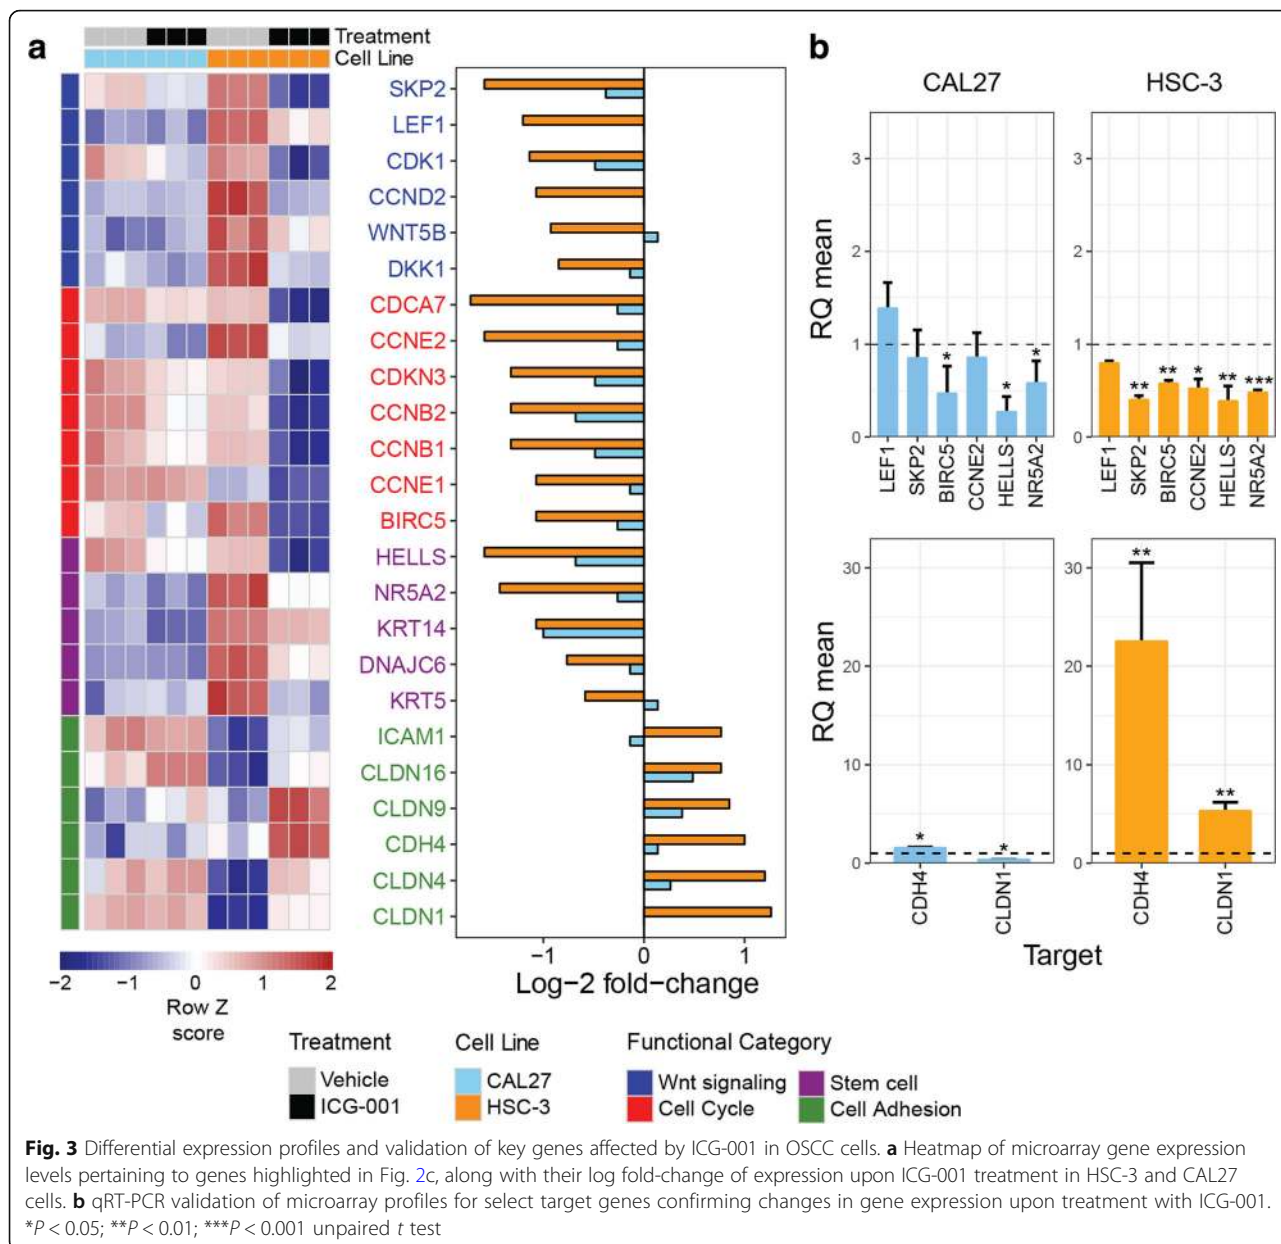 a
Treatment
Cell Line
SKP2
LEF1
CDK1
CCND2
WNT5B
DKK1
CDCA7
CCNE2
CDKN3
CCNB2
CCNB1
CCNE1
BIRC5
HELLS
NR5A2
KRT14
DNAJC6
KRT5
ICAM1
CLDN16
CLDN9
CDH4
CLDN4
CLDN1
−2 −1 0 1 2
Row Z
score
−1 0 1
Log−2 fold−change
b
CAL27 HSC-3
RQ mean
3
2
1
0
* * *
** ** * ** ***
3
2
1
0
LEF1 SKP2 BIRC5 CCNE2 HELLS NR5A2
LEF1 SKP2 BIRC5 CCNE2 HELLS NR5A2
RQ mean
30
20
10
0
* *
** **
30
20
10
0
CDH4 CLDN1
CDH4 CLDN1
Target
Treatment
Vehicle
ICG-001
Cell Line
CAL27
HSC-3
Functional Category
Wnt signaling Stem cell
Cell Cycle Cell Adhesion
Fig. 3 Differential expression profiles and validation of key genes affected by ICG-001 in OSCC cells. a Heatmap of microarray gene expression
levels pertaining to genes highlighted in Fig. 2c, along with their log fold-change of expression upon ICG-001 treatment in HSC-3 and CAL27
cells. b qRT-PCR validation of microarray profiles for select target genes confirming changes in gene expression upon treatment with ICG-001.
*P < 0.05; **P < 0.01; ***P < 0.001 unpaired t test